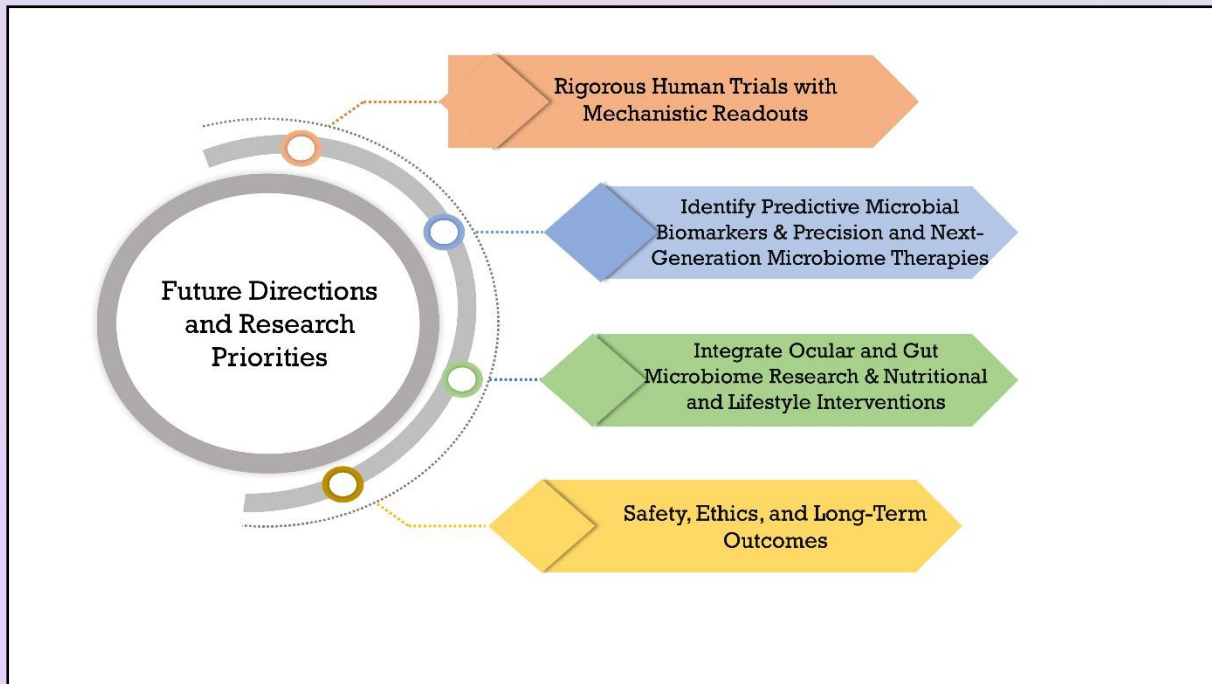 Rigorous Human Trials with
Mechanistic Readouts
Identify Predictive Microbial
Biomarkers & Precision and Next-
Generation Microbiome Therapies
Future Directions
and Research
Priorities
Integrate Ocular and Gut
Microbiome Research & Nutritional
and Lifestyle Interventions
Safety, Ethics, and Long-Term
Outcomes